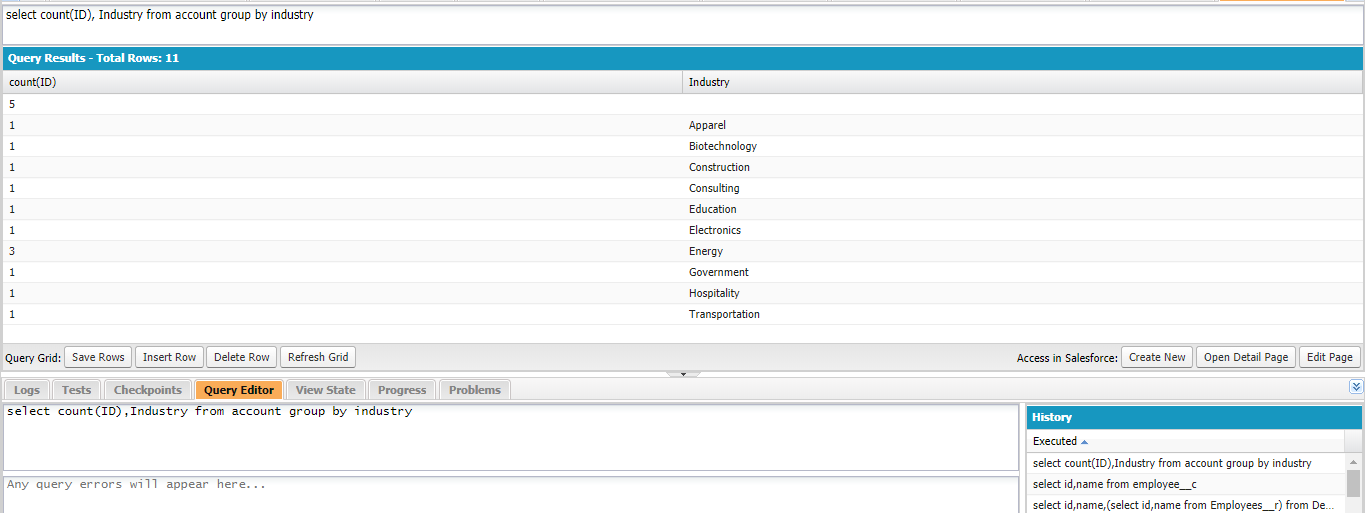 select count(ID), Industry from account group by industry
Query Results - Total Rows: 11
count(ID) Industry
5
1 Apparel
1 Biotechnology
1 Construction
1 Consulting
1 Education
1 Electronics
3 Energy
1 Government
1 Hospitality
1 Transportation
Query Grid: Save Rows Insert Row Delete Row Refresh Grid Access in Salesforce: Create New Open Detail Page Edit Page
Logs Tests Checkpoints Query Editor View State Progress Problems
select count(ID),Industry from account group by industry
Any query errors will appear here...
History
Executed
select count(ID),Industry from account group by industry
select id,name from employee__c
select id,name,(select id,name from Employees__r) from De...